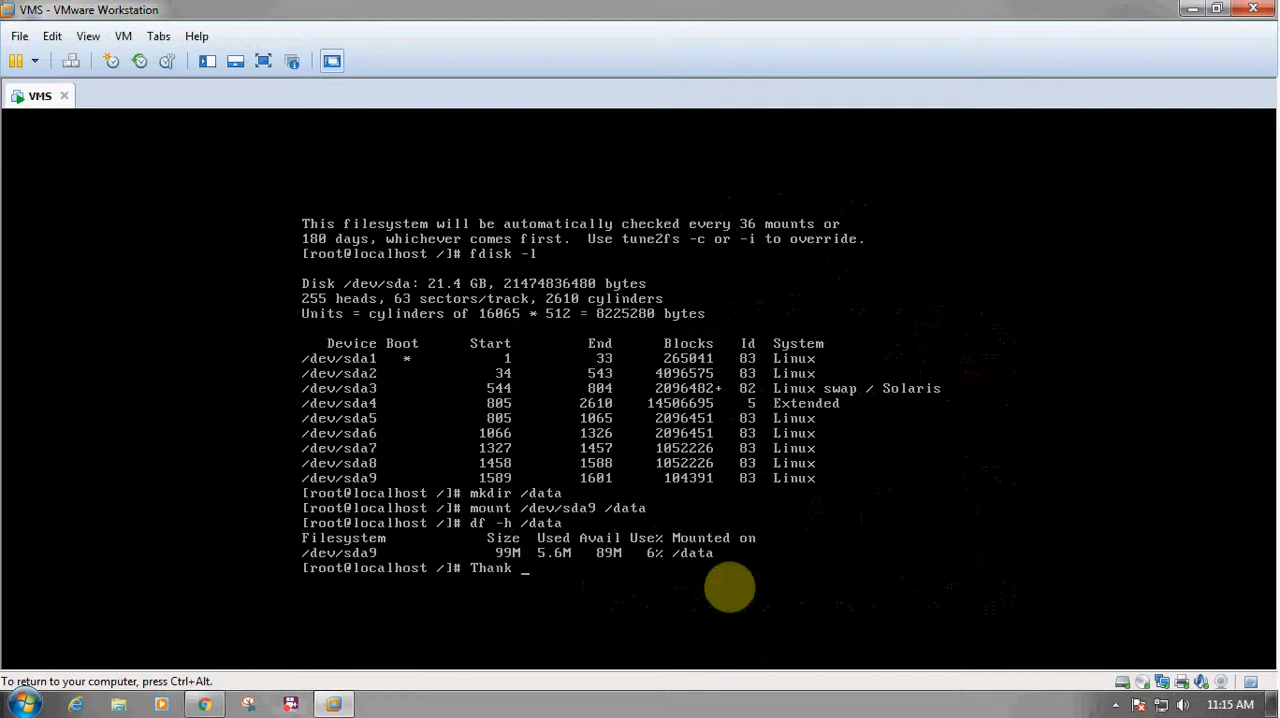 VMS - VMware Workstation
File Edit View VM Tabs Help
VMS
This filesystem will be automatically checked every 36 mounts or
180 days, whichever comes first.  Use tune2fs -c or -i to override.
[root@localhost /]# fdisk -l
Disk /dev/sda: 21.4 GB, 21474836480 bytes
255 heads, 63 sectors/track, 2610 cylinders
Units = cylinders of 16065 * 512 = 8225280 bytes
Device Boot Start End Blocks Id System
/dev/sda1 * 1 33 265041 83 Linux
/dev/sda2 34 543 4096575 83 Linux
/dev/sda3 544 804 2096482+ 82 Linux swap / Solaris
/dev/sda4 805 2610 14506695 5 Extended
/dev/sda5 805 1065 2096451 83 Linux
/dev/sda6 1066 1326 2096451 83 Linux
/dev/sda7 1327 1457 1052226 83 Linux
/dev/sda8 1458 1588 1052226 83 Linux
/dev/sda9 1589 1601 104391 83 Linux
[root@localhost /]# mkdir /data
[root@localhost /]# mount /dev/sda9 /data
[root@localhost /]# df -h /data
Filesystem Size Used Avail Use% Mounted on
/dev/sda9 99M 5.6M 89M 6% /data
[root@localhost /]# Thank _
To return to your computer, press Ctrl+Alt.
11:15 AM